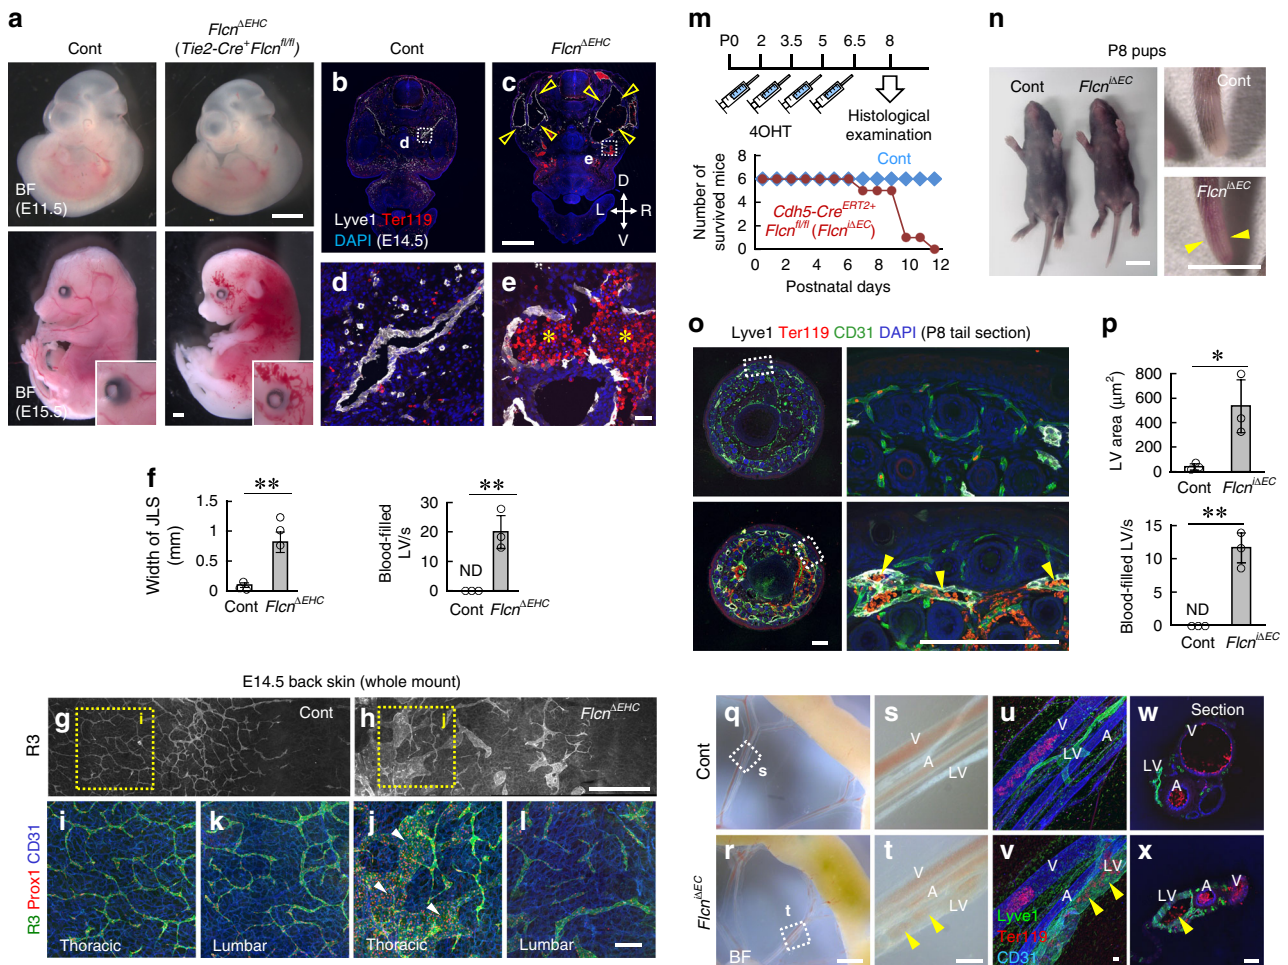 a
Cont
Flcn^ΔEHC
(Tie2-Cre+Flcn^fl/fl)
BF
(E11.5)
BF
(E15.5)
Cont
Flcn^ΔEHC
b
d
Lyve1 Ter119
DAPI (E14.5)
c
e
D
L R
V
d
e
*
*
f
Width of JLS
(mm)
1.5
1
0.5
0
**
Cont Flcn^ΔEHC
Blood-filled
LV/s
30
20
10
0
**
ND
Cont Flcn^ΔEHC
E14.5 back skin (whole mount)
R3
g
i
Cont
h
j
Flcn^ΔEHC
R3 Prox1 CD31
i
Thoracic
k
Lumbar
j
Thoracic
l
Lumbar
m
P0 2 3.5 5 6.5 8
4OHT
Histological
examination
Number of
survived mice
8
6
4
2
0
Cont
Cdh5-Cre^ERT2+
Flcn^fl/fl (Flcn^iΔEC)
0 2 4 6 8 10 12
Postnatal days
n
P8 pups
Cont
Flcn^iΔEC
Cont
Flcn^iΔEC
o
Lyve1 Ter119 CD31 DAPI (P8 tail section)
p
LV area (μm²)
800
600
400
200
0
*
Cont Flcn^iΔEC
Blood-filled LV/s
15
10
5
0
**
ND
Cont Flcn^iΔEC
Cont
q
s
s
V
A
LV
u
V
A
LV
w
Section
V
LV
A
Flcn^iΔEC
r
t
BF
t
V
A
LV
v
V
LV
A
Lyve1
Ter119
CD31
x
LV
A
V